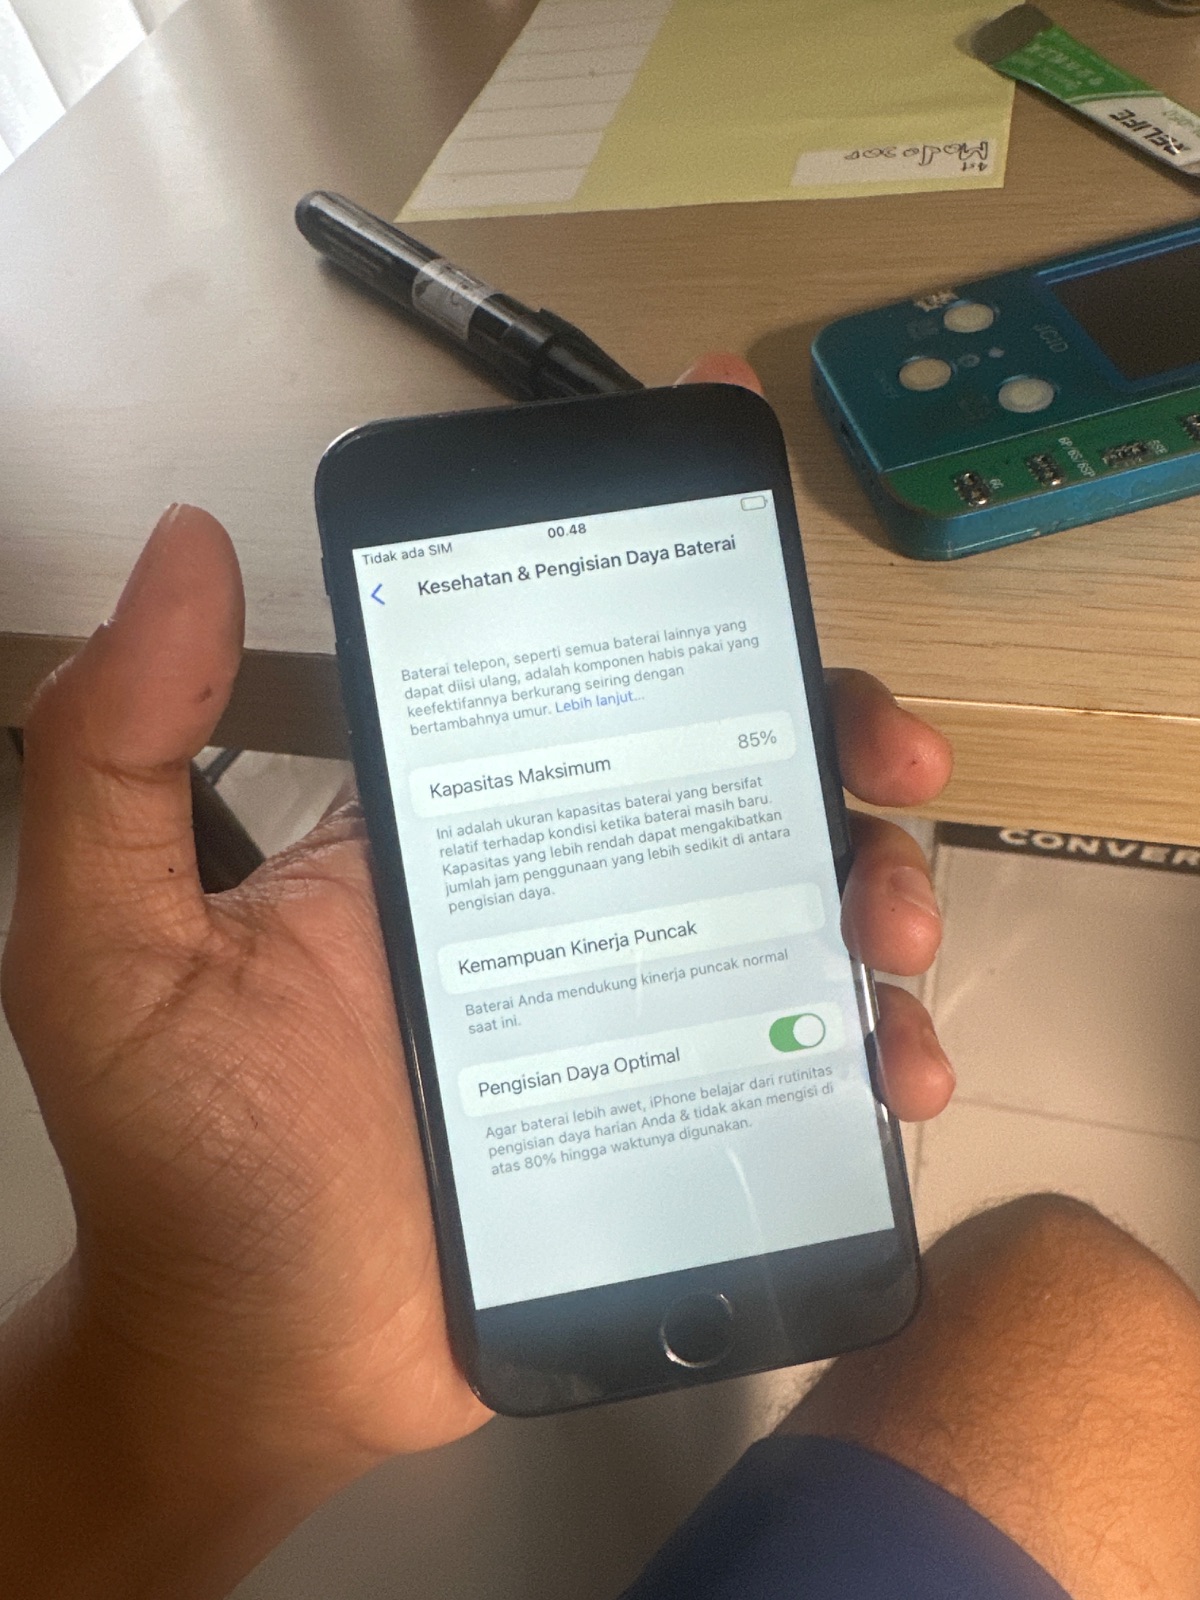 RELIFE
JCID
6G
6P/6S/6SP
Tidak ada SIM
00.48
Kesehatan & Pengisian Daya Baterai
Baterai telepon, seperti semua baterai lainnya yang
dapat diisi ulang, adalah komponen habis pakai yang
keefektifannya berkurang seiring dengan
bertambahnya umur. Lebih lanjut...
Kapasitas Maksimum
85%
Ini adalah ukuran kapasitas baterai yang bersifat
relatif terhadap kondisi ketika baterai masih baru.
Kapasitas yang lebih rendah dapat mengakibatkan
jumlah jam penggunaan yang lebih sedikit di antara
pengisian daya.
Kemampuan Kinerja Puncak
Baterai Anda mendukung kinerja puncak normal
saat ini.
Pengisian Daya Optimal
Agar baterai lebih awet, iPhone belajar dari rutinitas
pengisian daya harian Anda & tidak akan mengisi di
atas 80% hingga waktunya digunakan.
CONVER